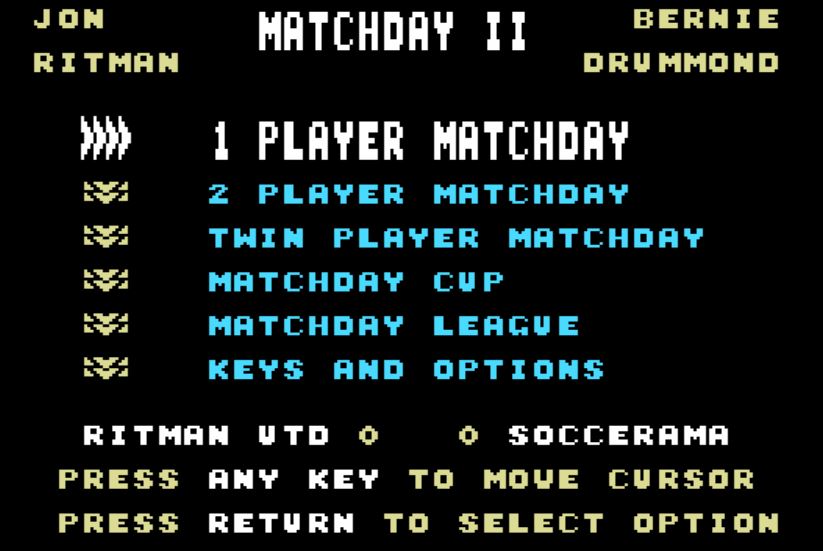 JON MATCHDAY II BERNIE
RITMAN DRUMMOND
1 PLAYER MATCHDAY
2 PLAYER MATCHDAY
TWIN PLAYER MATCHDAY
MATCHDAY CUP
MATCHDAY LEAGUE
KEYS AND OPTIONS
RITMAN UTD 0 0 SOCCERAMA
PRESS ANY KEY TO MOVE CURSOR
PRESS RETURN TO SELECT OPTION